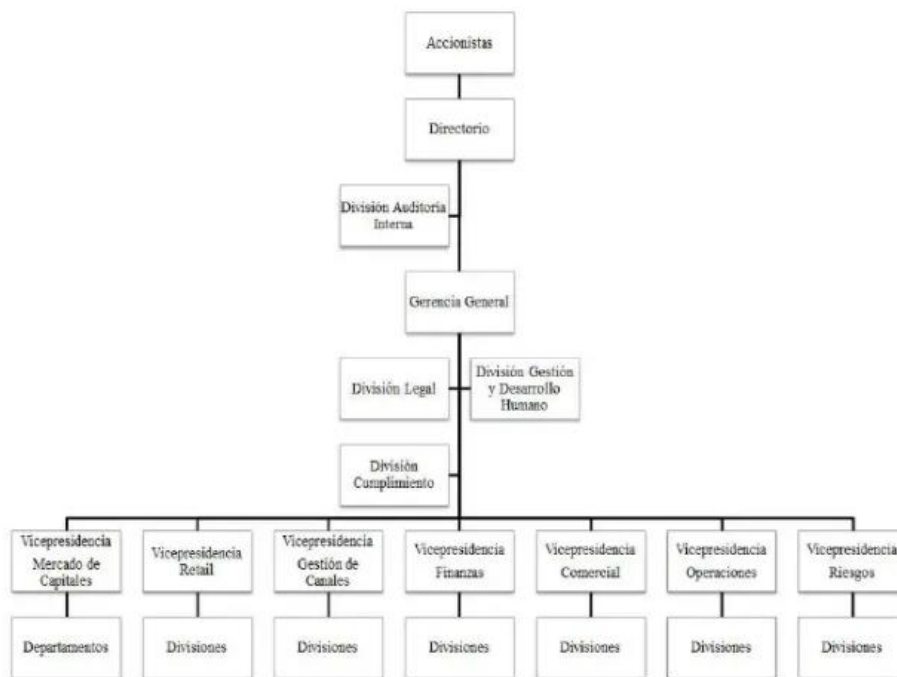 Accionistas
Directorio
División Auditoria
Interna
Gerencia General
División Legal
División Gestión
y Desarrollo
Humano
División
Cumplimiento
Vicepresidencia
Mercado de
Capitales
Vicepresidencia
Retail
Vicepresidencia
Gestión de
Canales
Vicepresidencia
Finanzas
Vicepresidencia
Comercial
Vicepresidencia
Operaciones
Vicepresidencia
Riesgos
Departamentos
Divisiones
Divisiones
Divisiones
Divisiones
Divisiones
Divisiones